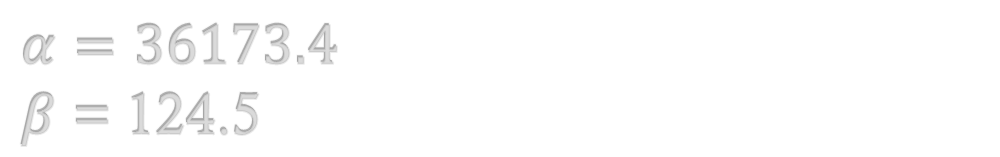 α = 36173.4
β = 124.5